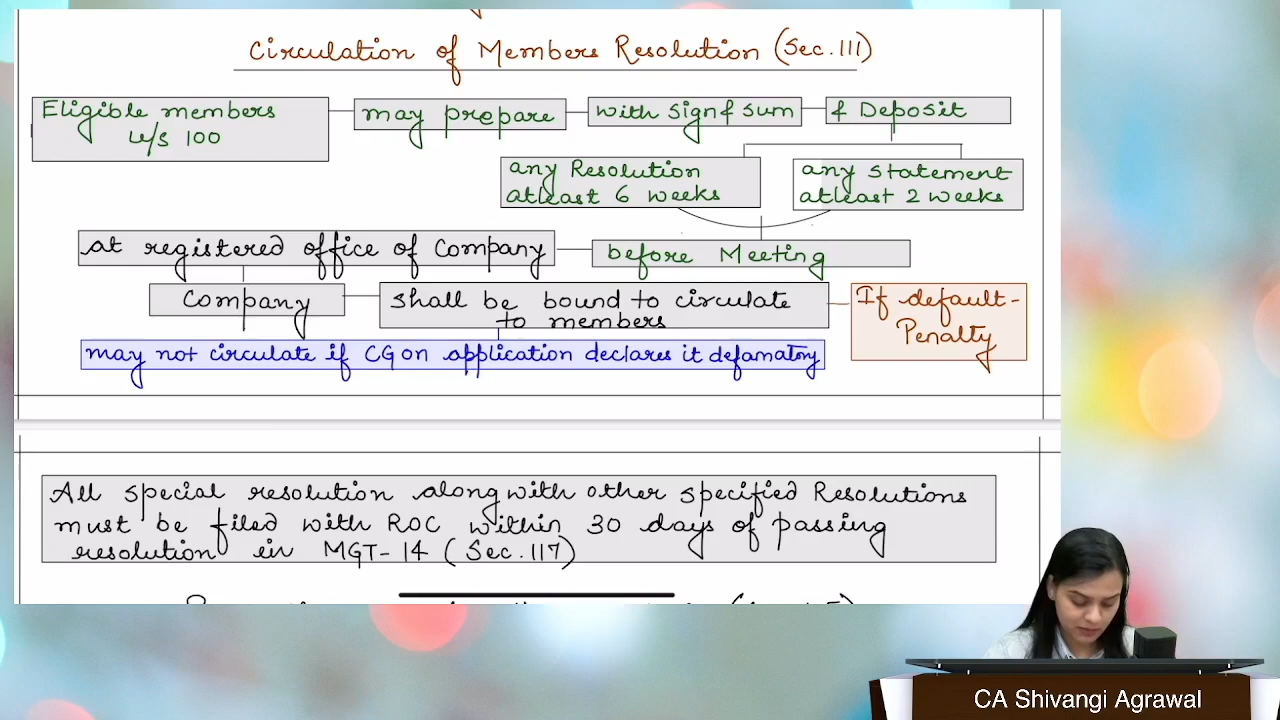 Circulation of Members Resolution (Sec. 111)
Eligible members
u/s 100
may prepare
with Sign & sum
& Deposit
any Resolution
atleast 6 weeks
any statement
atleast 2 weeks
at registered office of Company
before Meeting
Company
shall be bound to circulate
to members
If default -
Penalty
may not circulate if CG on application declares it defamatory
All special resolution along with other specified Resolutions
must be filed with ROC within 30 days of passing
resolution in MGT-14 (Sec. 117)
CA Shivangi Agrawal